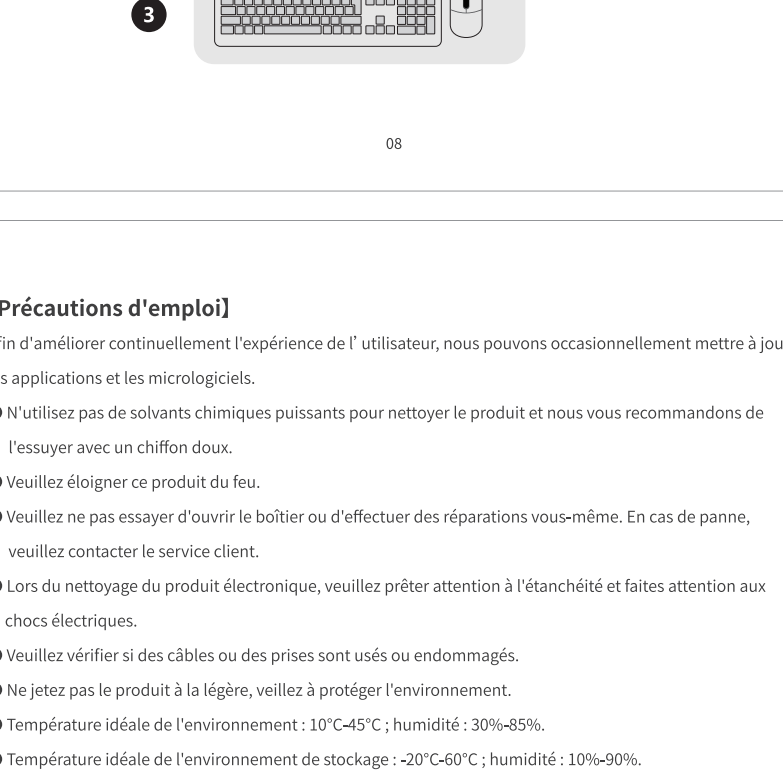 3
08
Précautions d'emploi】
d'améliorer continuellement l'expérience de l’ utilisateur, nous pouvons occasionnellement mettre à
applications et les micrologiciels.
● N'utilisez pas de solvants chimiques puissants pour nettoyer le produit et nous vous recommandons de
l'essuyer avec un chiffon doux.
● Veuillez éloigner ce produit du feu.
● Veuillez ne pas essayer d'ouvrir le boîtier ou d'effectuer des réparations vous-même. En cas de panne,
veuillez contacter le service client.
● Lors du nettoyage du produit électronique, veuillez prêter attention à l'étanchéité et faites attention aux
chocs électriques.
● Veuillez vérifier si des câbles ou des prises sont usés ou endommagés.
● Ne jetez pas le produit à la légère, veillez à protéger l'environnement.
● Température idéale de l'environnement : 10°C-45°C ; humidité : 30%-85%.
● Température idéale de l'environnement de stockage : -20°C-60°C ; humidité : 10%-90%.